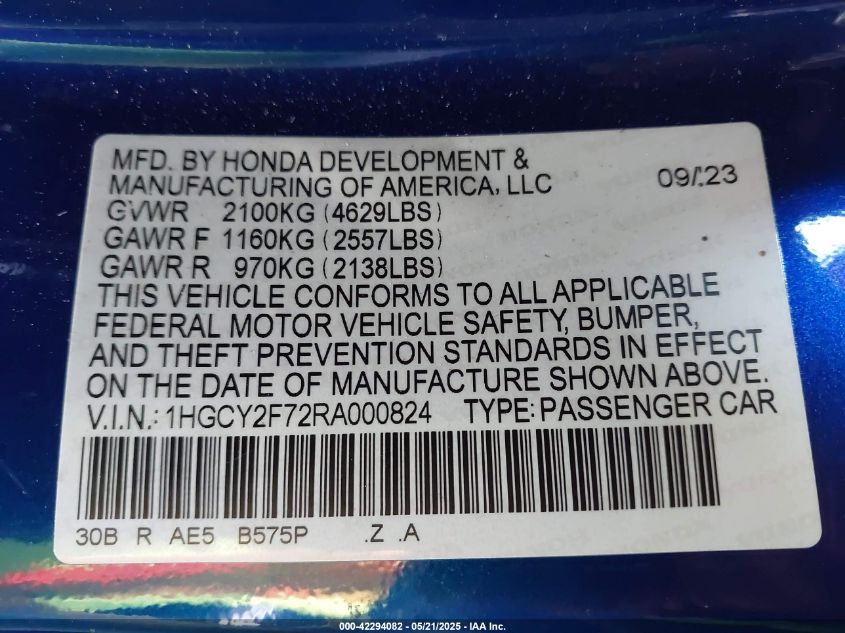 MFD. BY HONDA DEVELOPMENT &
MANUFACTURING OF AMERICA, LLC 09/23
GVWR 2100KG (4629LBS)
GAWR F 1160KG (2557LBS)
GAWR R 970KG (2138LBS)
THIS VEHICLE CONFORMS TO ALL APPLICABLE
FEDERAL MOTOR VEHICLE SAFETY, BUMPER,
AND THEFT PREVENTION STANDARDS IN EFFECT
ON THE DATE OF MANUFACTURE SHOWN ABOVE.
V.I.N.: 1HGCY2F72RA000824 TYPE: PASSENGER CAR
30B R AE5 B575P .Z .A
000-42294082 - 05/21/2025 - IAA Inc.